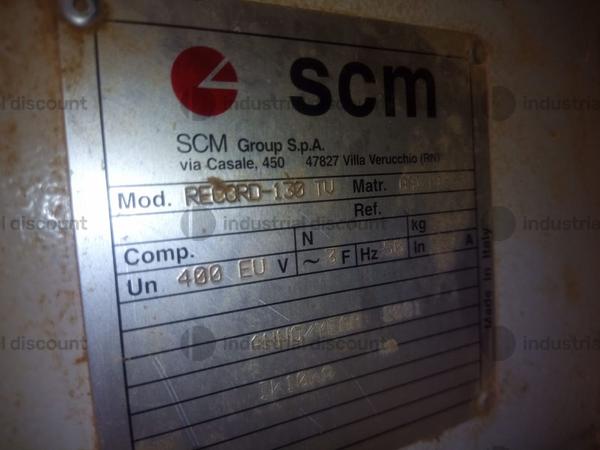 scm
SCM Group S.p.A.
via Casale, 450 47827 Villa Verucchio (RN)
Mod. RECORD-130 TV Matr.
Ref.
Comp. N kg
Un 400 EU V ~ 3 F Hz 50 In A
Made in Italy
industrial discount